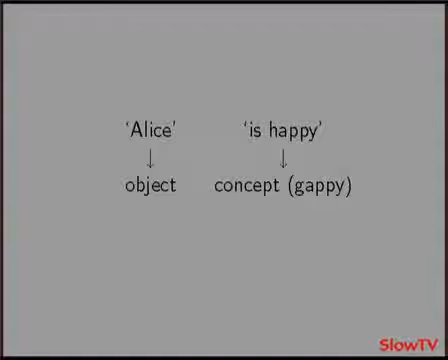 ‘Alice’ ‘is happy’
↓ ↓
object concept (gappy)
SlowTV